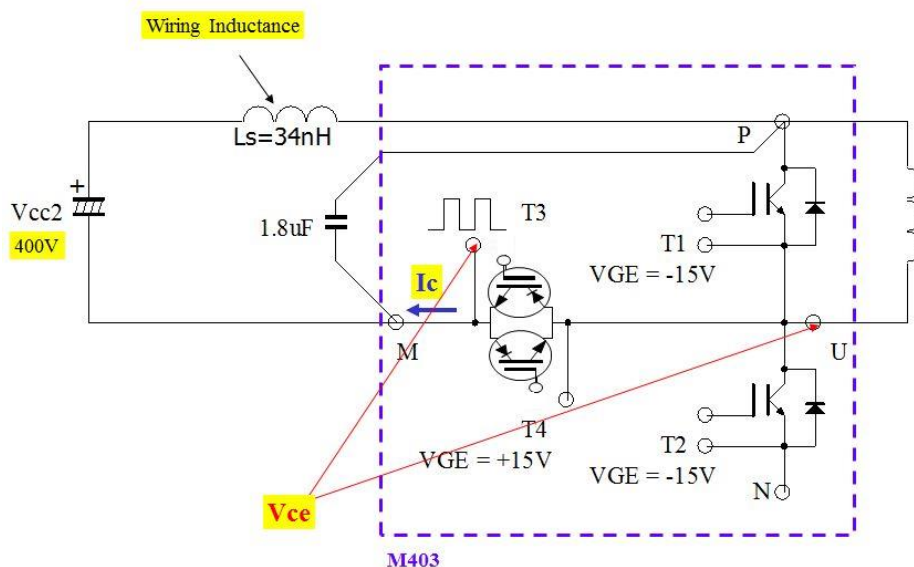 Wiring Inductance
Ls=34nH
P
+
Vcc2
400V
1.8uF
T3
T1
VGE = -15V
Ic
M
U
T4
VGE = +15V
T2
VGE = -15V
N
Vce
M403